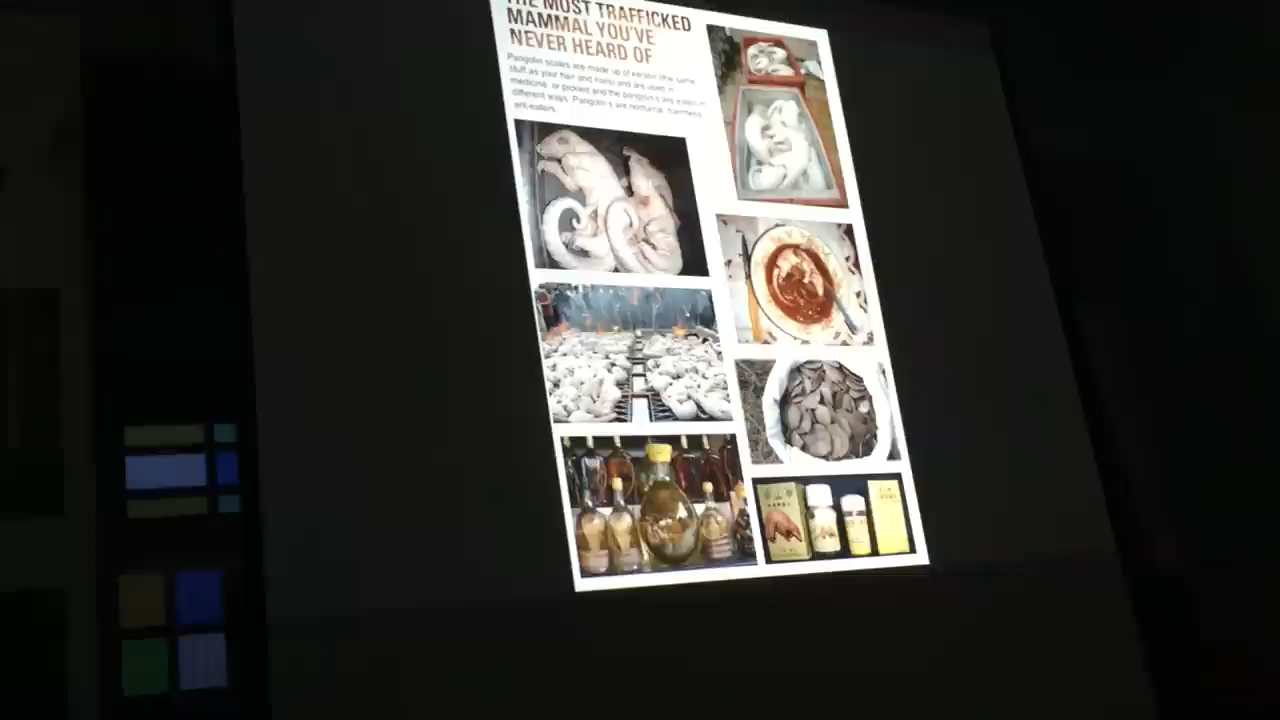 THE MOST TRAFFICKED
MAMMAL YOU'VE
NEVER HEARD OF
Pangolin scales are made up of keratin (the same
stuff as your hair and nails) and are used in
medicine, or pickled and the pangolin's are eaten in
different ways. Pangolin's are nocturnal, harmless
ant-eaters.